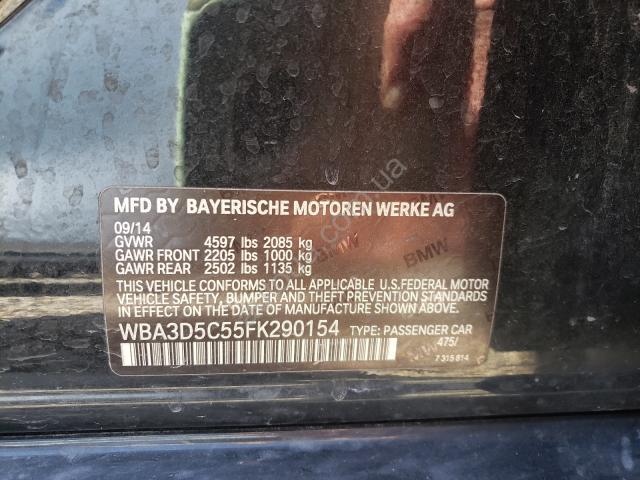 MFD BY BAYERISCHE MOTOREN WERKE AG
09/14
GVWR 4597 lbs 2085 kg
GAWR FRONT 2205 lbs 1000 kg
GAWR REAR 2502 lbs 1135 kg
THIS VEHICLE CONFORMS TO ALL APPLICABLE U.S.FEDERAL MOTOR
VEHICLE SAFETY, BUMPER, AND THEFT PREVENTION STANDARDS
IN EFFECT ON THE DATE OF MANUFACTURE SHOWN ABOVE.
WBA3D5C55FK290154 TYPE: PASSENGER CAR
475/
7 315 814
BMW
BMW